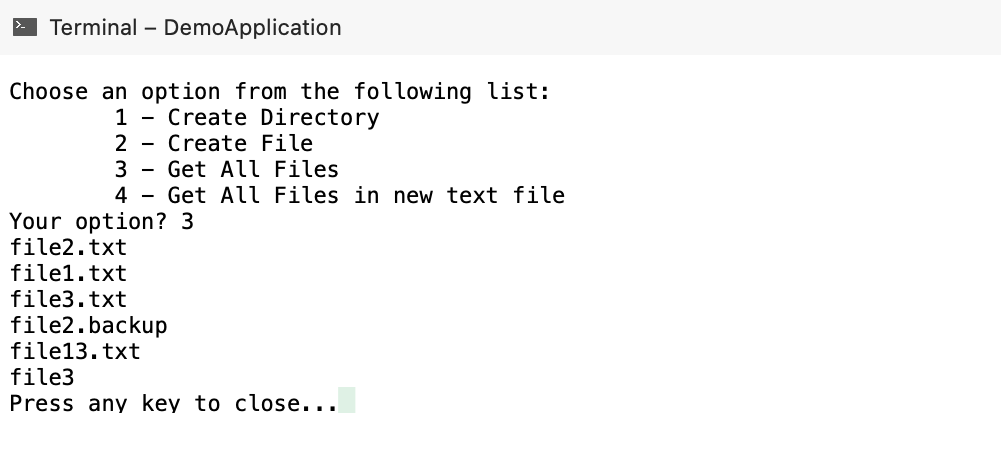 Terminal – DemoApplication
Choose an option from the following list:
1 – Create Directory
2 – Create File
3 – Get All Files
4 – Get All Files in new text file
Your option? 3
file2.txt
file1.txt
file3.txt
file2.backup
file13.txt
file3
Press any key to close...